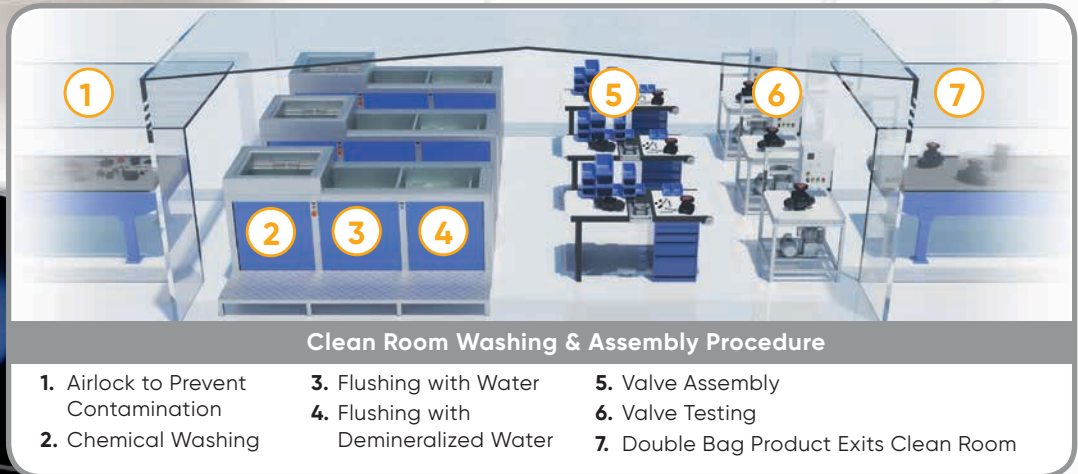 1
2
3
4
5
6
7
Clean Room Washing & Assembly Procedure
1. Airlock to Prevent
Contamination
2. Chemical Washing
3. Flushing with Water
4. Flushing with
Demineralized Water
5. Valve Assembly
6. Valve Testing
7. Double Bag Product Exits Clean Room